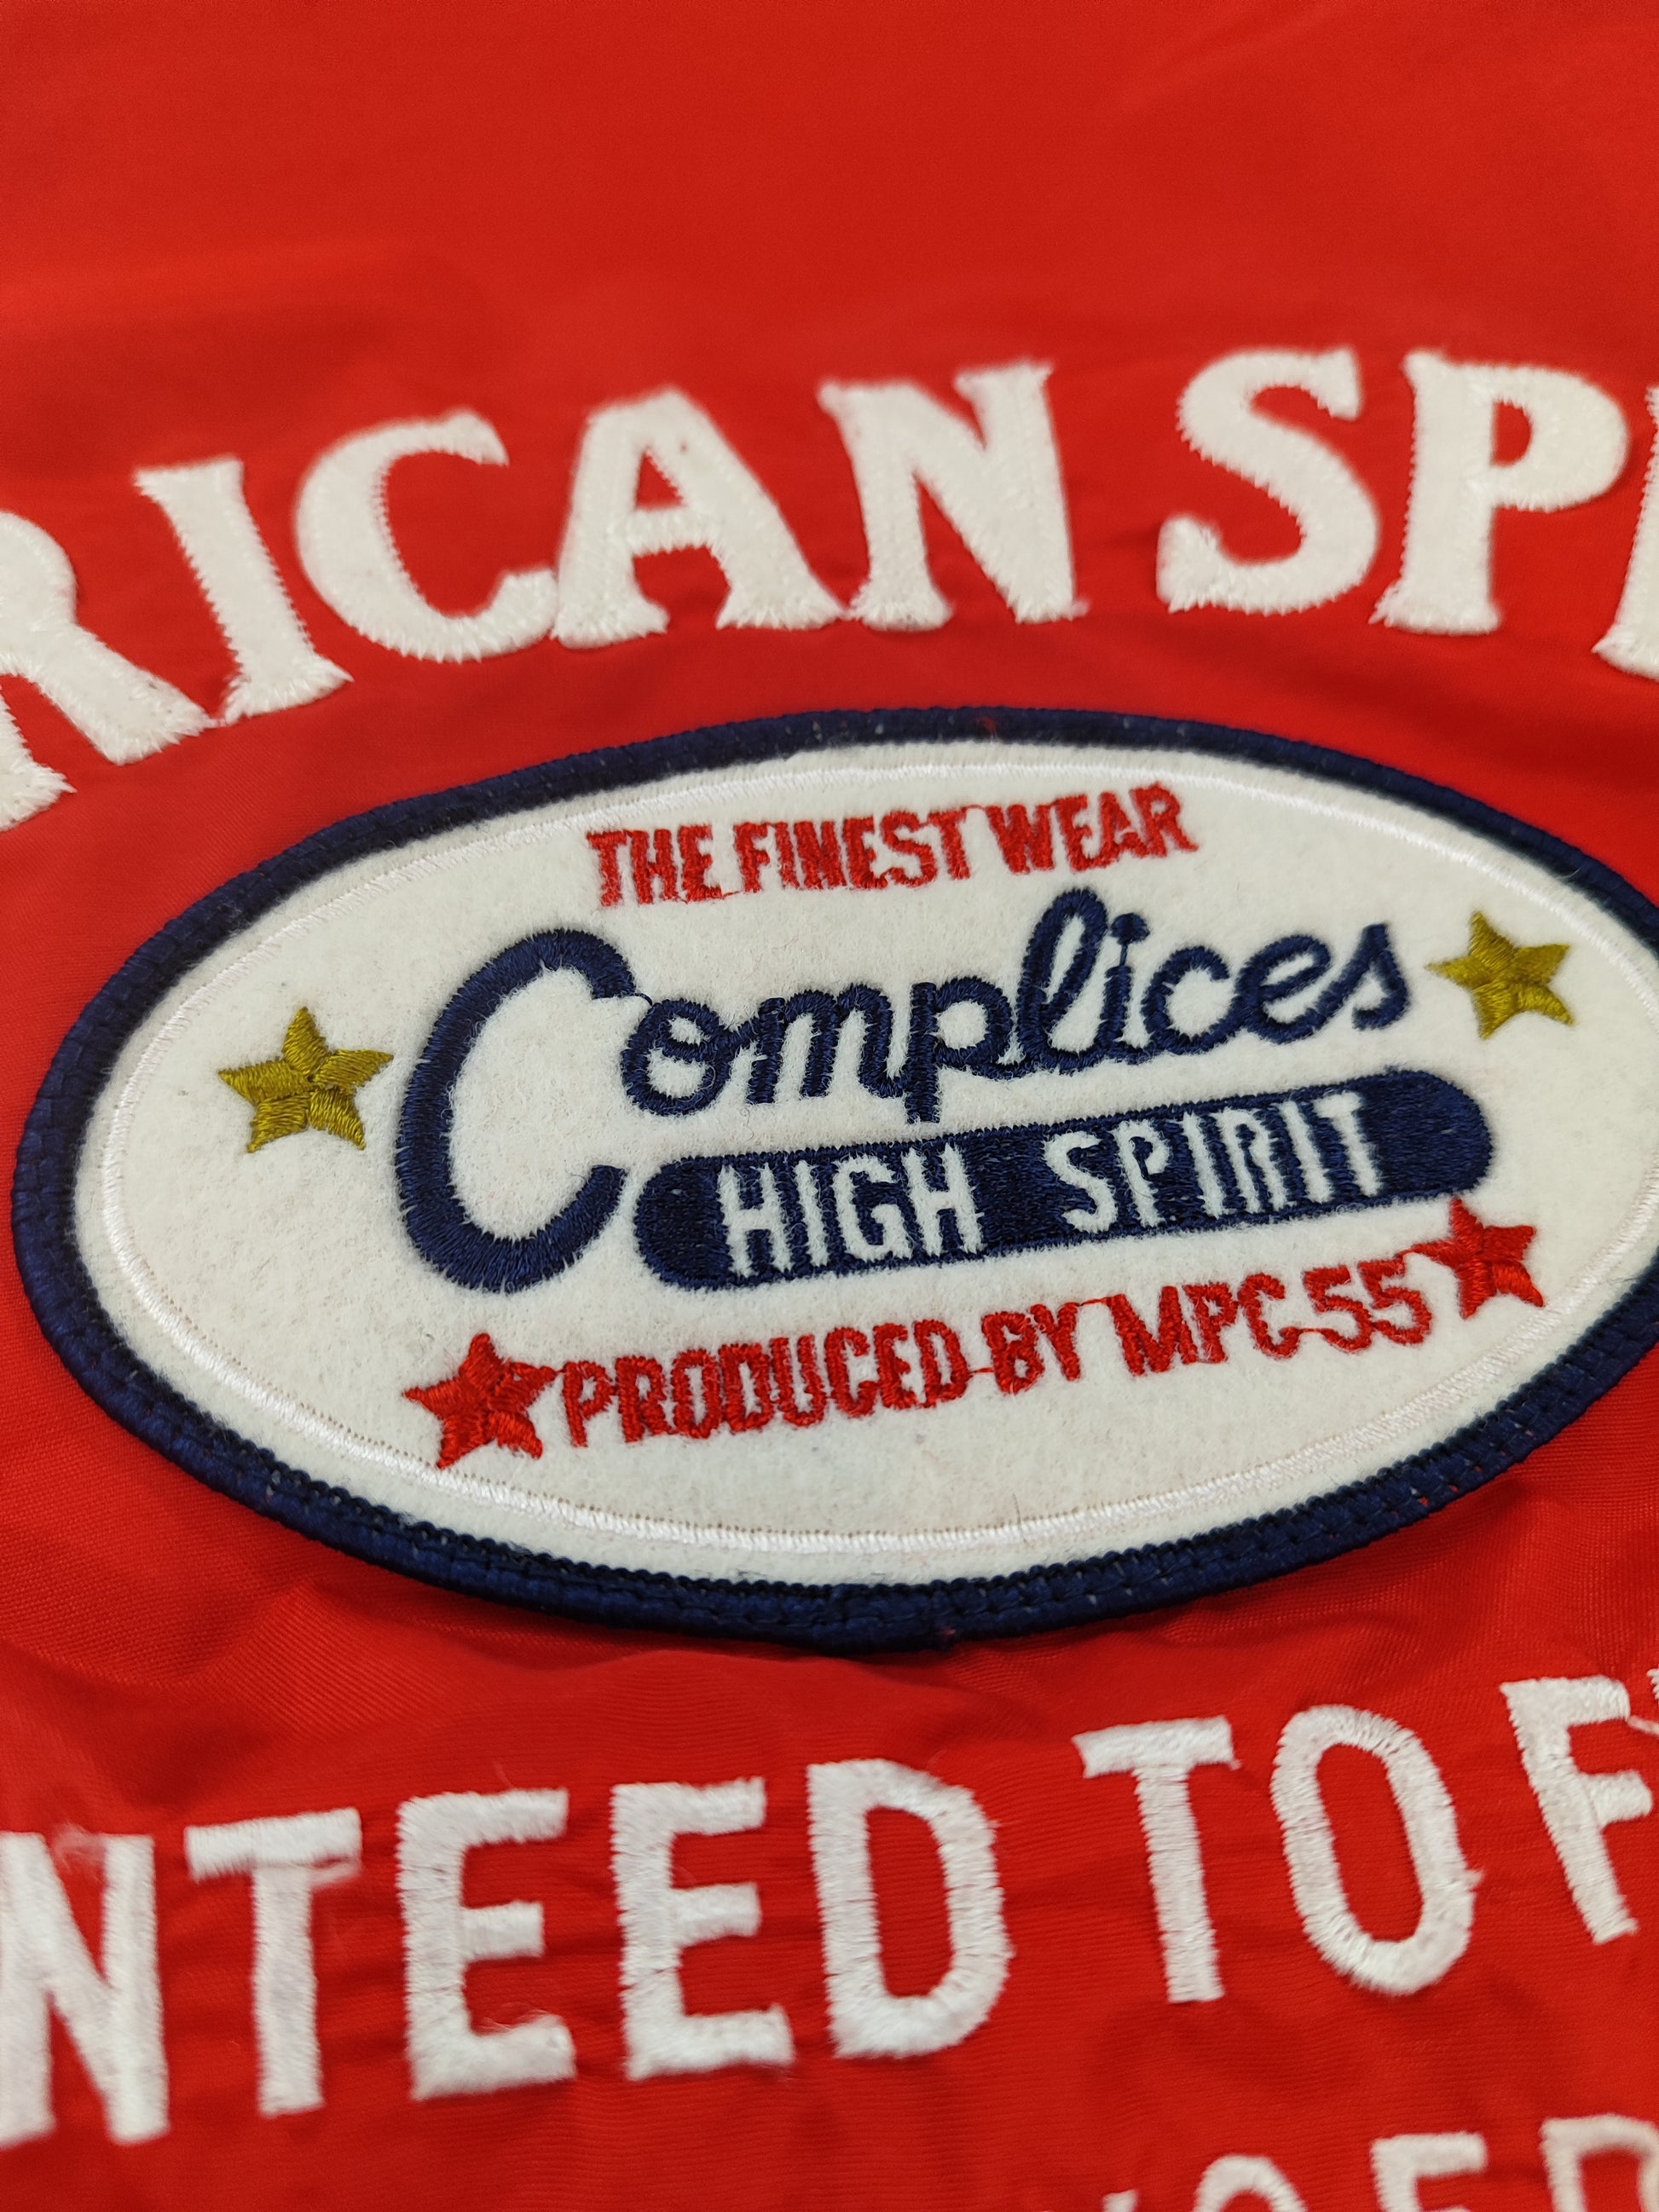 RICAN SP
THE FINEST WEAR
Complices
HIGH SPIRIT
PRODUCED BY MPC-55
NTEED TO F